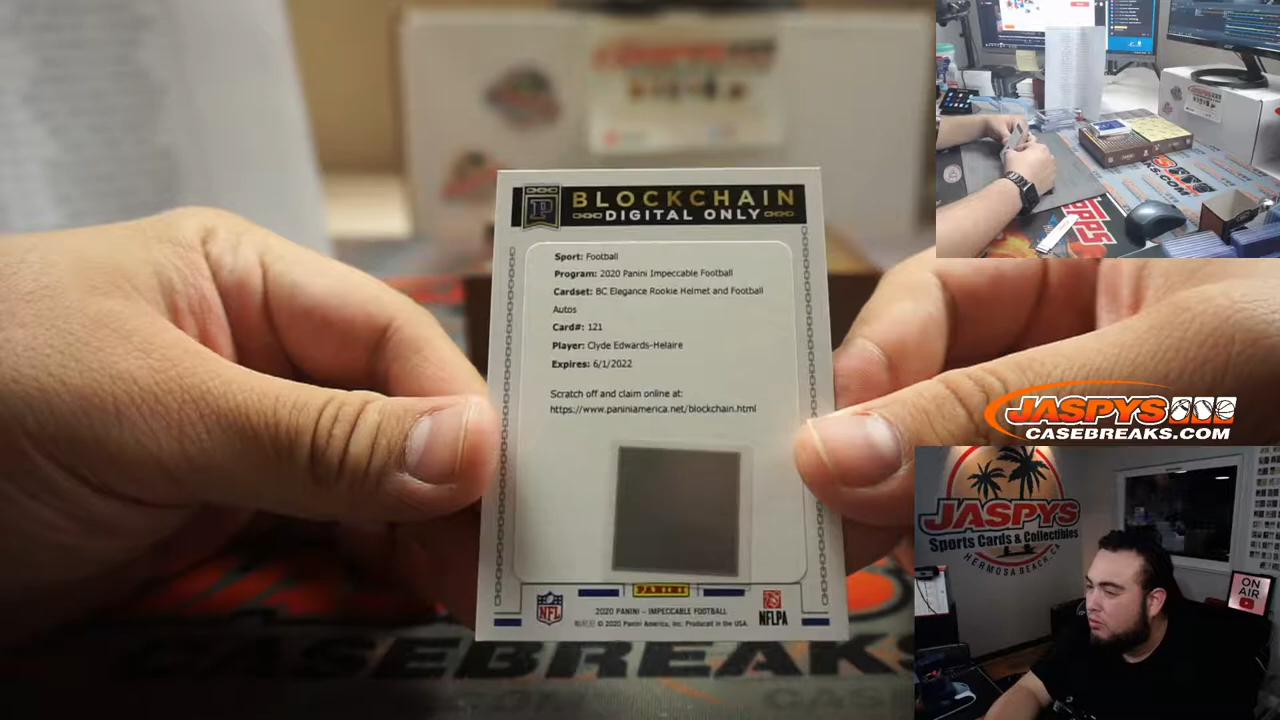 BLOCKCHAIN
DIGITAL ONLY
P
Sport: Football
Program: 2020 Panini Impeccable Football
Cardset: BC Elegance Rookie Helmet and Football
Autos
Card#: 121
Player: Clyde Edwards-Helaire
Expires: 6/1/2022
Scratch off and claim online at:
https://www.paniniamerica.net/blockchain.html
PANINI
NFL
2020 PANINI – IMPECCABLE FOOTBALL
© 2020 Panini America, Inc. Produced in the USA.
NFLPA
CASEBREAKS
JASPYS
CASEBREAKS.COM
JASPYS
Sports Cards & Collectibles
HERMOSA BEACH, CA
ON
AIR